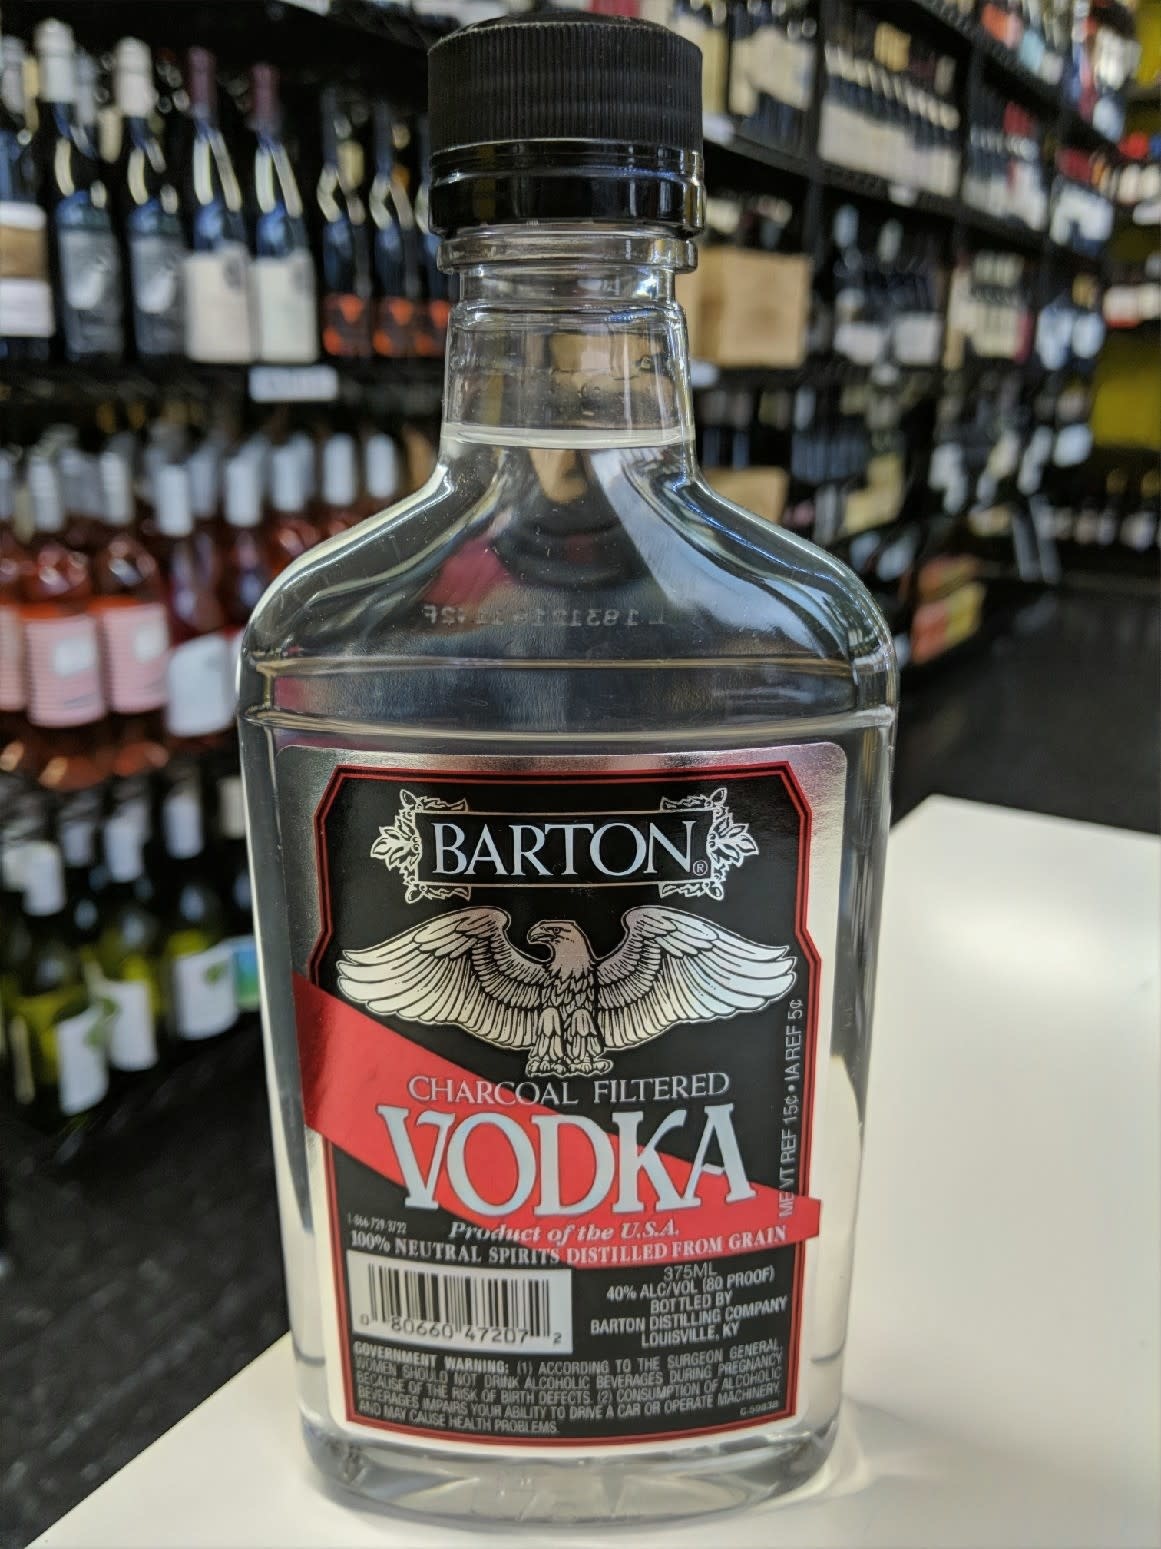 BARTON®
CHARCOAL FILTERED
VODKA
Product of the U.S.A.
100% NEUTRAL SPIRITS DISTILLED FROM GRAIN
ME VT REF 15¢ • IA REF 5¢
0 80660 47207 2
375ML
40% ALC/VOL (80 PROOF)
BOTTLED BY
BARTON DISTILLING COMPANY
LOUISVILLE, KY
GOVERNMENT WARNING: (1) ACCORDING TO THE SURGEON GENERAL,
WOMEN SHOULD NOT DRINK ALCOHOLIC BEVERAGES DURING PREGNANCY
BECAUSE OF THE RISK OF BIRTH DEFECTS. (2) CONSUMPTION OF ALCOHOLIC
BEVERAGES IMPAIRS YOUR ABILITY TO DRIVE A CAR OR OPERATE MACHINERY,
AND MAY CAUSE HEALTH PROBLEMS.